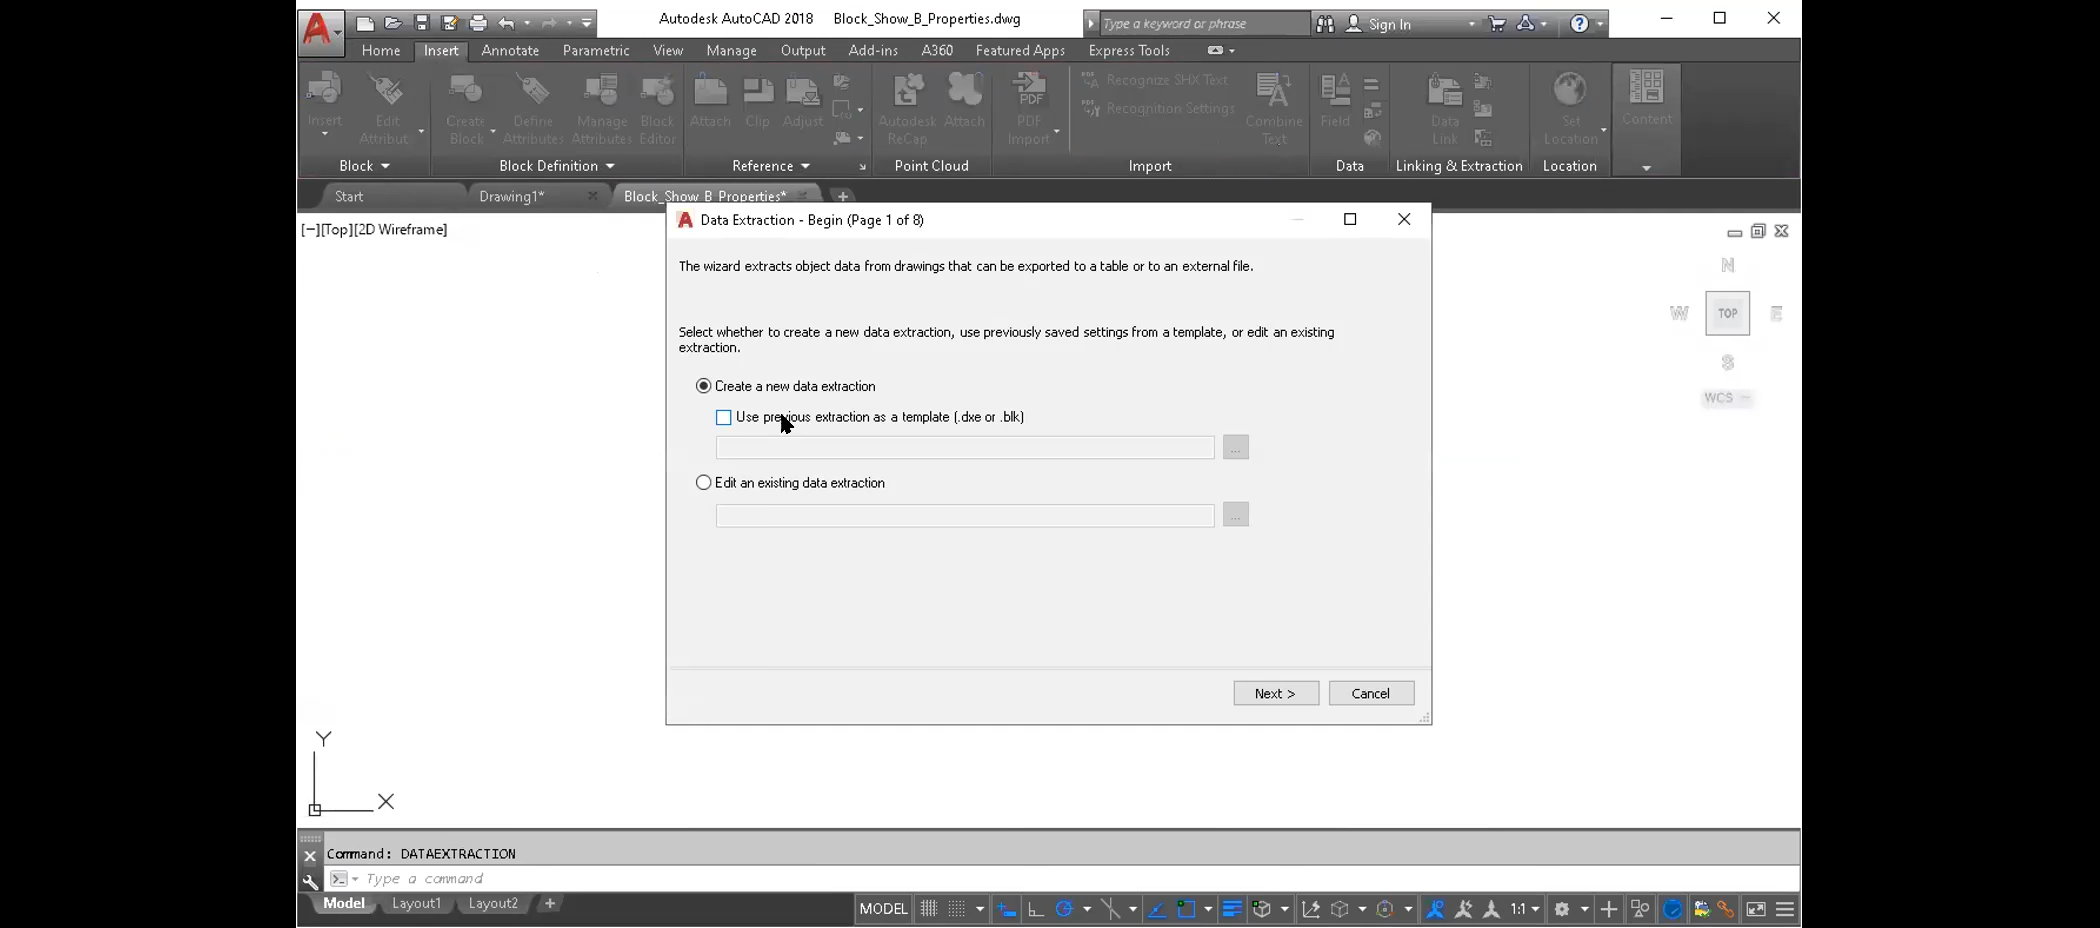 Autodesk AutoCAD 2018 Block_Show_B_Properties.dwg
Type a keyword or phrase
Sign In
Home Insert Annotate Parametric View Manage Output Add-ins A360 Featured Apps Express Tools
Insert
Edit
Attribut
Create
Block
Define
Attributes
Manage
Attributes
Block
Editor
Attach
Clip
Adjust
Autodesk
ReCap
Attach
PDF
Import
Recognize SHX Text
Recognition Settings
Combine
Text
Field
Data
Link
Set
Location
Content
Block Block Definition Reference Point Cloud Import Data Linking & Extraction Location
Start Drawing1* Block_Show_B_Properties*
[−][Top][2D Wireframe]
Data Extraction - Begin (Page 1 of 8)
The wizard extracts object data from drawings that can be exported to a table or to an external file.
Select whether to create a new data extraction, use previously saved settings from a template, or edit an existing
extraction.
Create a new data extraction
Use previous extraction as a template (.dxe or .blk)
...
Edit an existing data extraction
...
Next > Cancel
N
W TOP E
S
WCS
Y
X
Command: DATAEXTRACTION
Type a command
Model Layout1 Layout2
MODEL 1:1